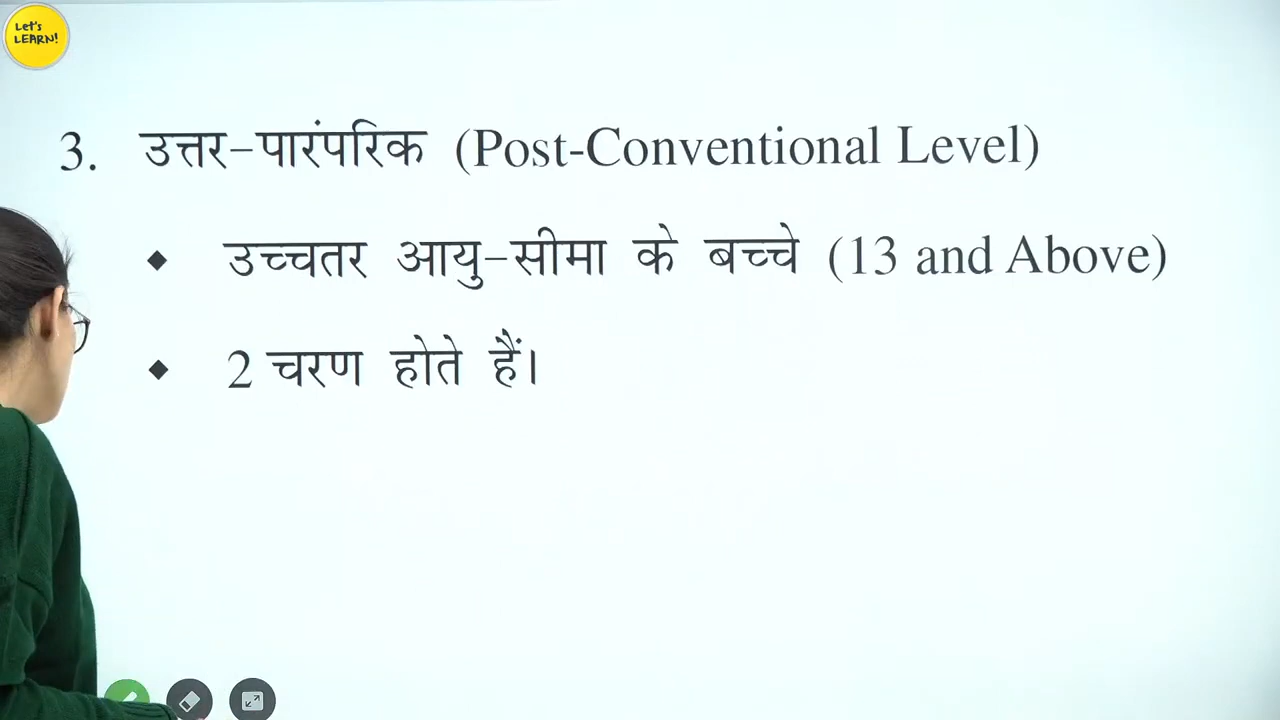 Let's
LEARN!
3. उत्तर-पारंपरिक (Post-Conventional Level)
◆ उच्चतर आयु-सीमा के बच्चे (13 and Above)
◆ 2 चरण होते हैं।